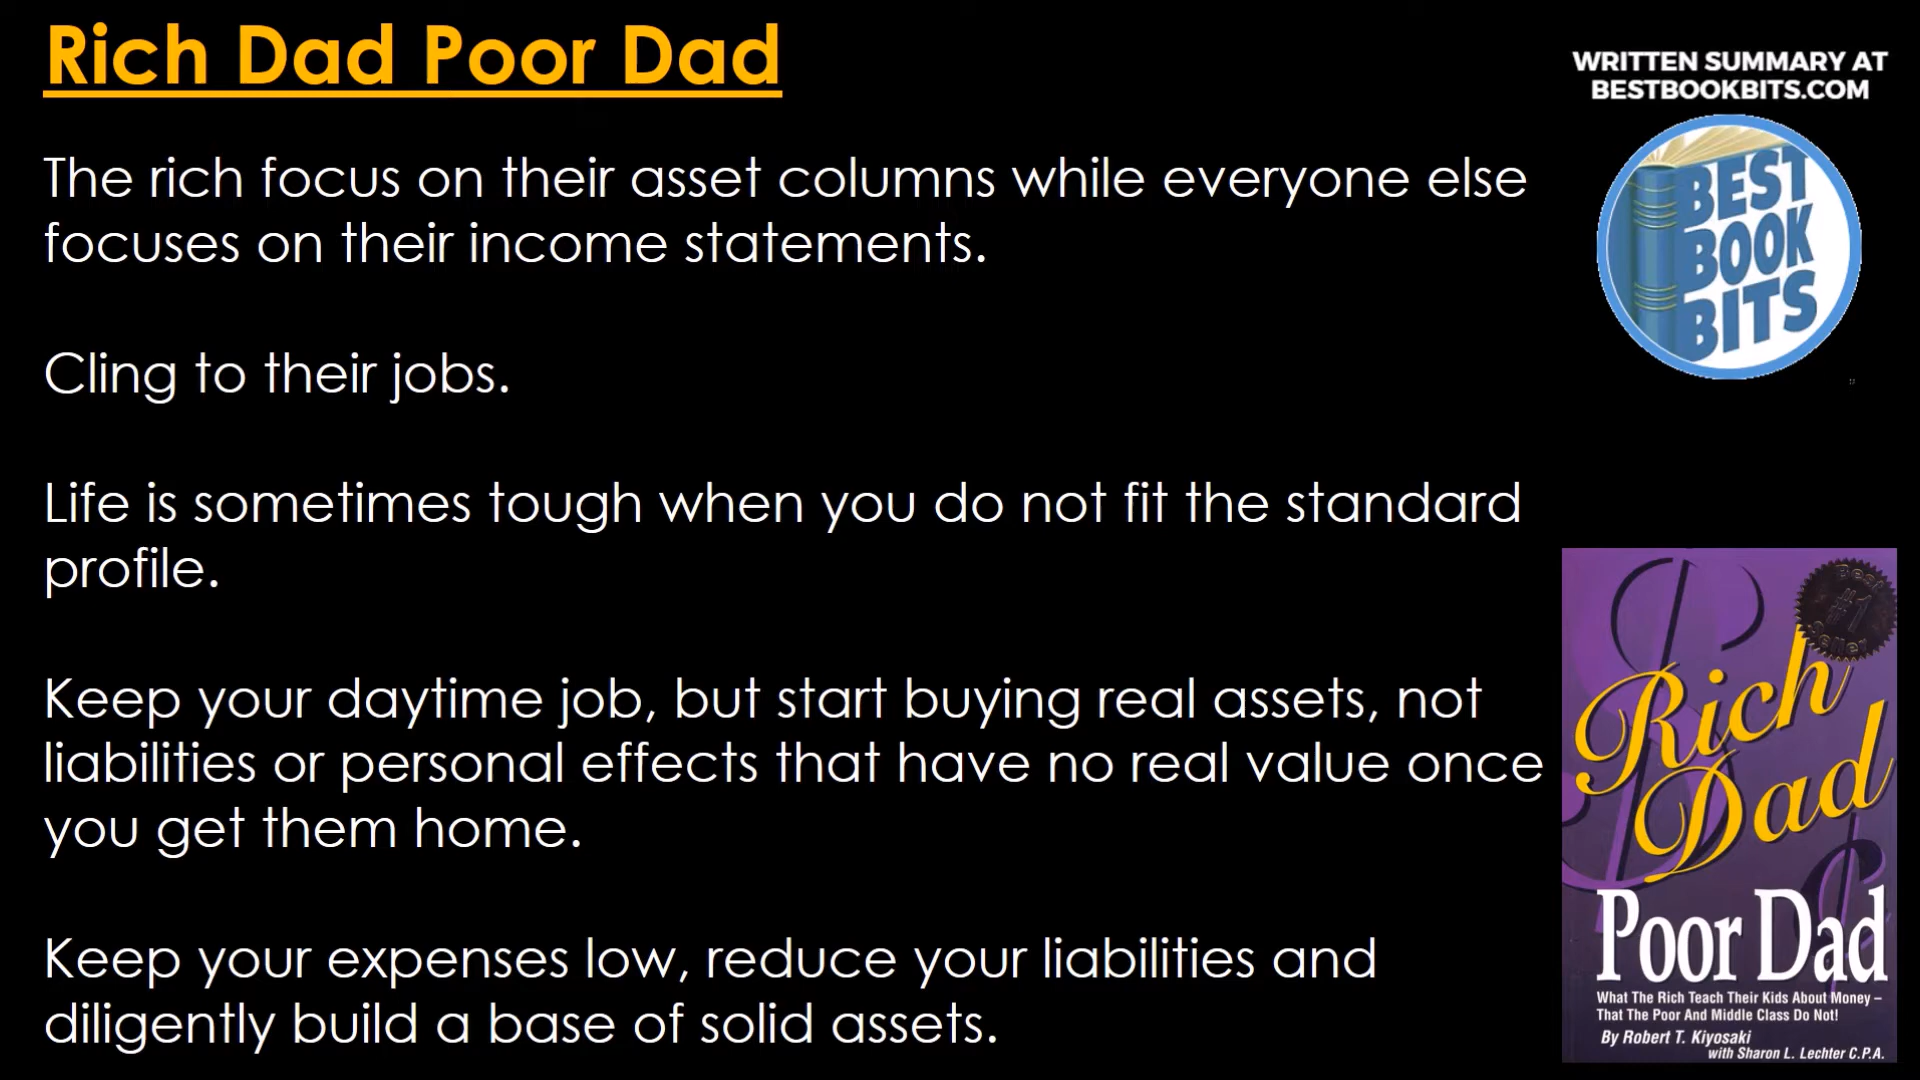 Rich Dad Poor Dad
WRITTEN SUMMARY AT
BESTBOOKBITS.COM
BEST
BOOK
BITS
The rich focus on their asset columns while everyone else
focuses on their income statements.
Cling to their jobs.
Life is sometimes tough when you do not fit the standard
profile.
Keep your daytime job, but start buying real assets, not
liabilities or personal effects that have no real value once
you get them home.
Keep your expenses low, reduce your liabilities and
diligently build a base of solid assets.
Best
#1
Seller
Rich
Dad
Poor Dad
What The Rich Teach Their Kids About Money –
That The Poor And Middle Class Do Not!
By Robert T. Kiyosaki
with Sharon L. Lechter C.P.A.